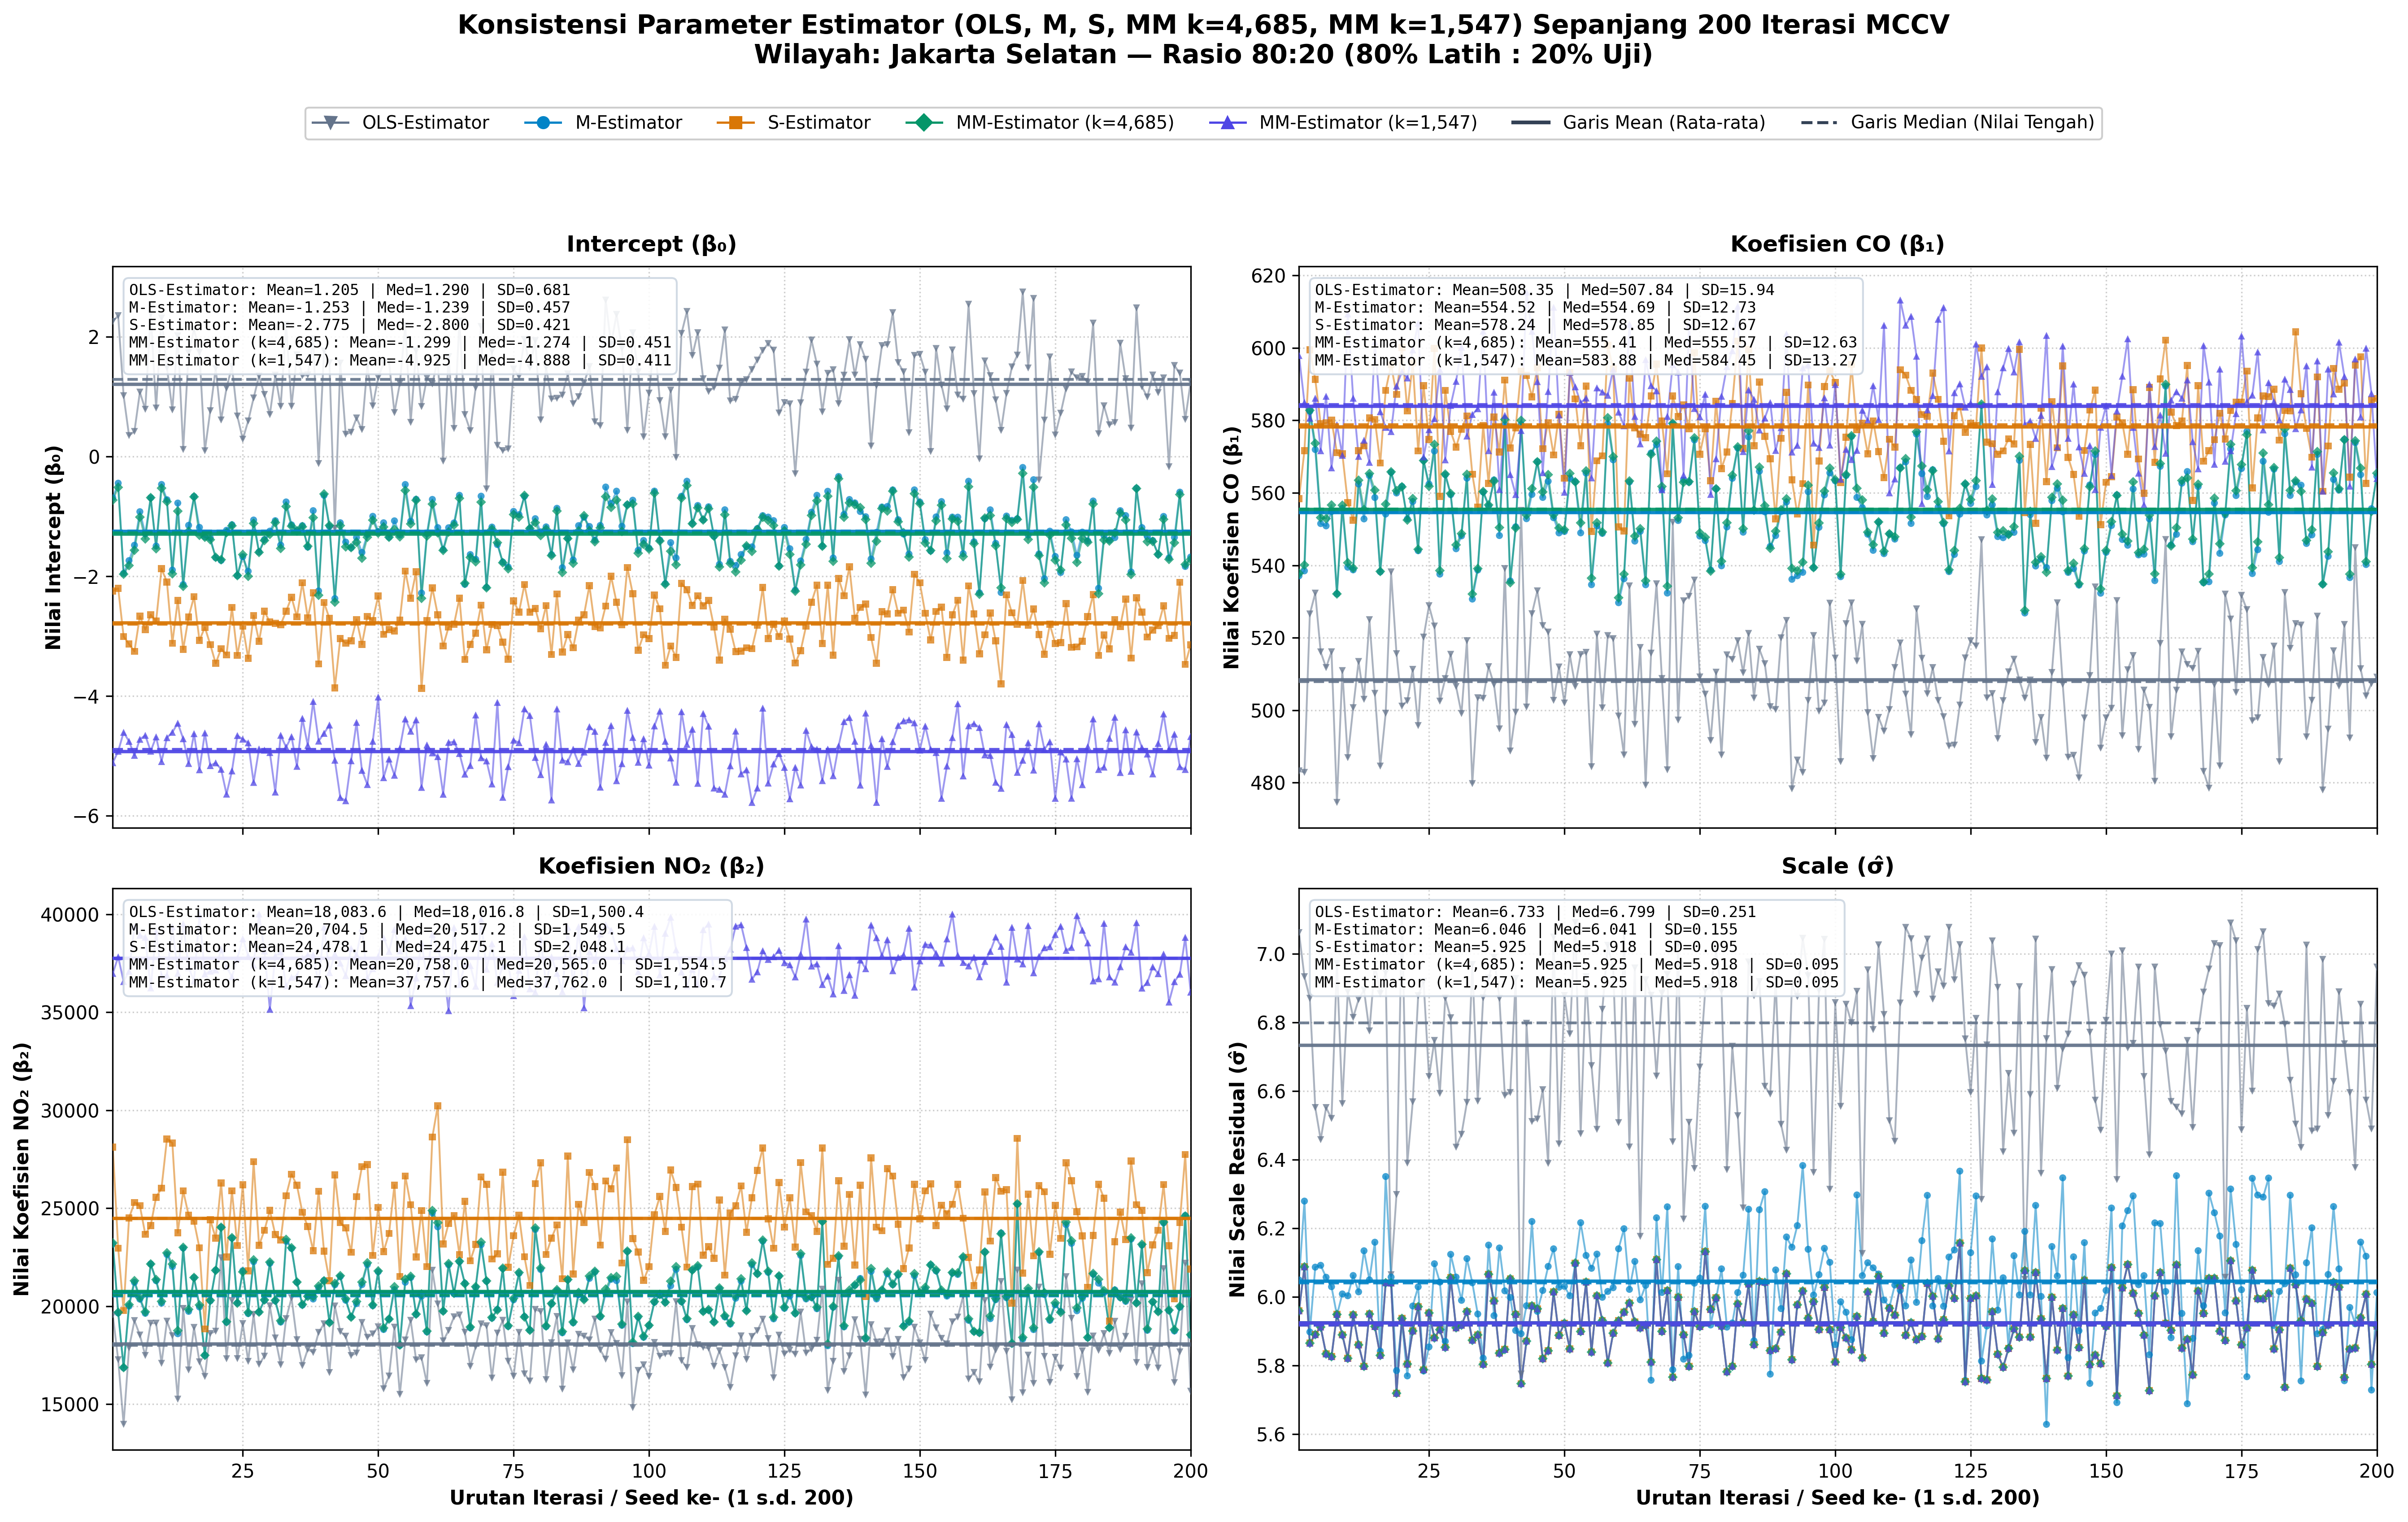 Konsistensi Parameter Estimator (OLS, M, S, MM k=4,685, MM k=1,547) Sepanjang 200 Iterasi MCCV
Wilayah: Jakarta Selatan — Rasio 80:20 (80% Latih : 20% Uji)
OLS-Estimator
M-Estimator
S-Estimator
MM-Estimator (k=4,685)
MM-Estimator (k=1,547)
Garis Mean (Rata-rata)
Garis Median (Nilai Tengah)
Intercept (β₀)
OLS-Estimator: Mean=1.205 | Med=1.290 | SD=0.681
M-Estimator: Mean=-1.253 | Med=-1.239 | SD=0.457
S-Estimator: Mean=-2.775 | Med=-2.800 | SD=0.421
MM-Estimator (k=4,685): Mean=-1.299 | Med=-1.274 | SD=0.451
MM-Estimator (k=1,547): Mean=-4.925 | Med=-4.888 | SD=0.411
Nilai Intercept (β₀)
2
0
−2
−4
−6
Koefisien CO (β₁)
OLS-Estimator: Mean=508.35 | Med=507.84 | SD=15.94
M-Estimator: Mean=554.52 | Med=554.69 | SD=12.73
S-Estimator: Mean=578.24 | Med=578.85 | SD=12.67
MM-Estimator (k=4,685): Mean=555.41 | Med=555.57 | SD=12.63
MM-Estimator (k=1,547): Mean=583.88 | Med=584.45 | SD=13.27
Nilai Koefisien CO (β₁)
620
600
580
560
540
520
500
480
Koefisien NO₂ (β₂)
OLS-Estimator: Mean=18,083.6 | Med=18,016.8 | SD=1,500.4
M-Estimator: Mean=20,704.5 | Med=20,517.2 | SD=1,549.5
S-Estimator: Mean=24,478.1 | Med=24,475.1 | SD=2,048.1
MM-Estimator (k=4,685): Mean=20,758.0 | Med=20,565.0 | SD=1,554.5
MM-Estimator (k=1,547): Mean=37,757.6 | Med=37,762.0 | SD=1,110.7
Nilai Koefisien NO₂ (β₂)
40000
35000
30000
25000
20000
15000
25 50 75 100 125 150 175 200
Urutan Iterasi / Seed ke- (1 s.d. 200)
Scale (σ̂)
OLS-Estimator: Mean=6.733 | Med=6.799 | SD=0.251
M-Estimator: Mean=6.046 | Med=6.041 | SD=0.155
S-Estimator: Mean=5.925 | Med=5.918 | SD=0.095
MM-Estimator (k=4,685): Mean=5.925 | Med=5.918 | SD=0.095
MM-Estimator (k=1,547): Mean=5.925 | Med=5.918 | SD=0.095
Nilai Scale Residual (σ̂)
7.0
6.8
6.6
6.4
6.2
6.0
5.8
5.6
25 50 75 100 125 150 175 200
Urutan Iterasi / Seed ke- (1 s.d. 200)